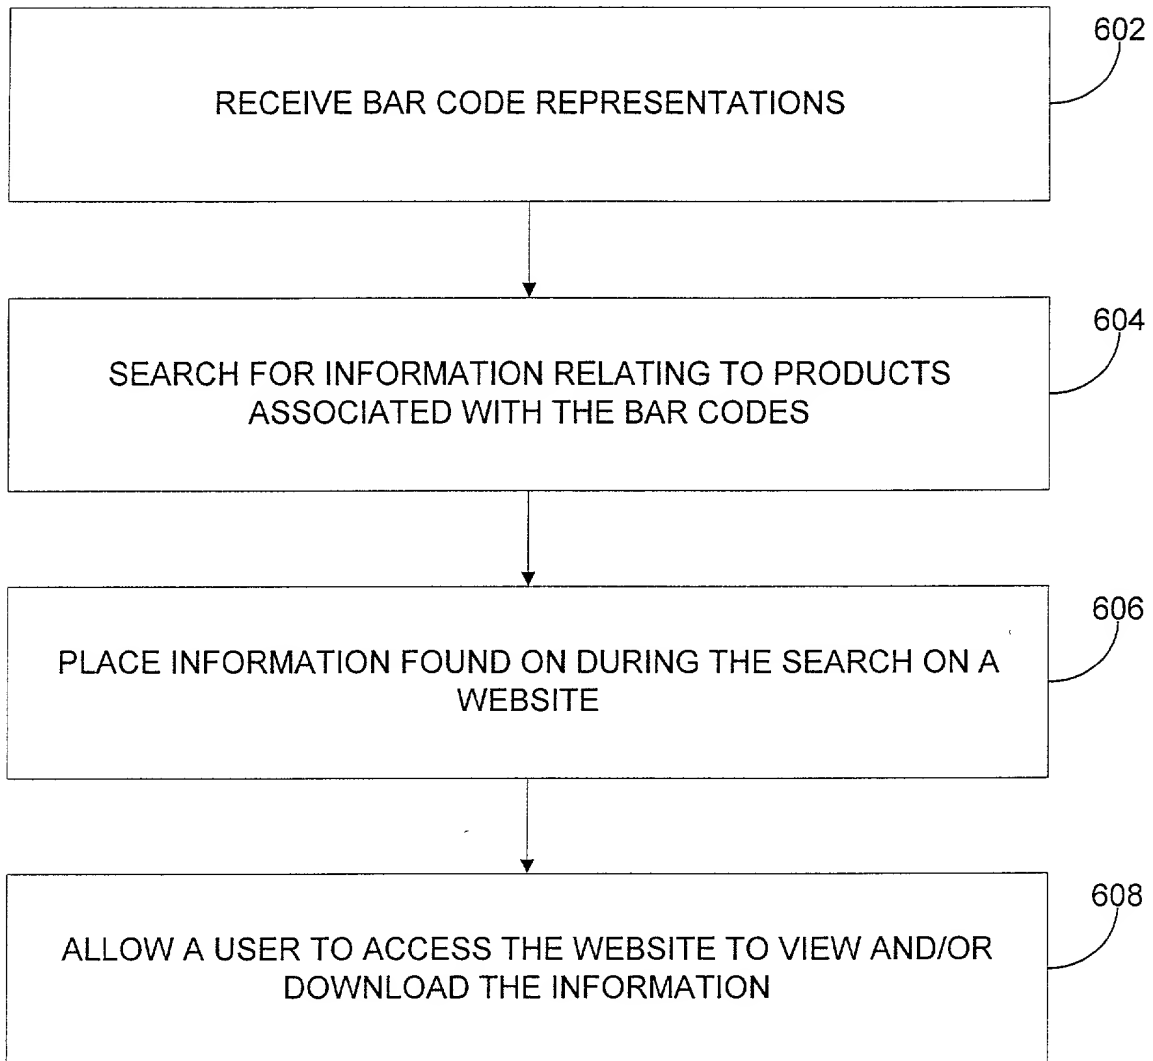 RECEIVE BAR CODE REPRESENTATIONS
602
SEARCH FOR INFORMATION RELATING TO PRODUCTS
ASSOCIATED WITH THE BAR CODES
604
PLACE INFORMATION FOUND ON DURING THE SEARCH ON A
WEBSITE
606
ALLOW A USER TO ACCESS THE WEBSITE TO VIEW AND/OR
DOWNLOAD THE INFORMATION
608